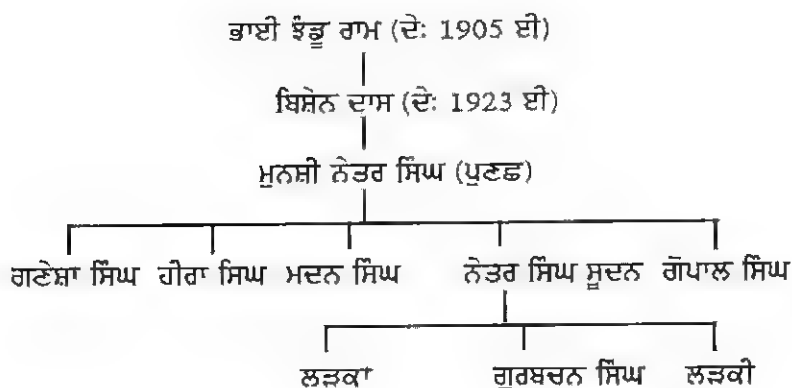 ਭਾਈ ਝੰਡੂ ਰਾਮ (ਦੇਃ 1905 ਈ)
ਬਿਸ਼ੇਨ ਦਾਸ (ਦੇਃ 1923 ਈ)
ਮੁਨਸ਼ੀ ਨੇਤਰ ਸਿੰਘ (ਪੁਣਛ)
ਗਣੇਸ਼ਾ ਸਿੰਘ ਹੀਰਾ ਸਿੰਘ ਮਦਨ ਸਿੰਘ ਨੇਤਰ ਸਿੰਘ ਸੂਦਨ ਗੋਪਾਲ ਸਿੰਘ
ਲੜਕਾ ਗੁਰਬਚਨ ਸਿੰਘ ਲੜਕੀ